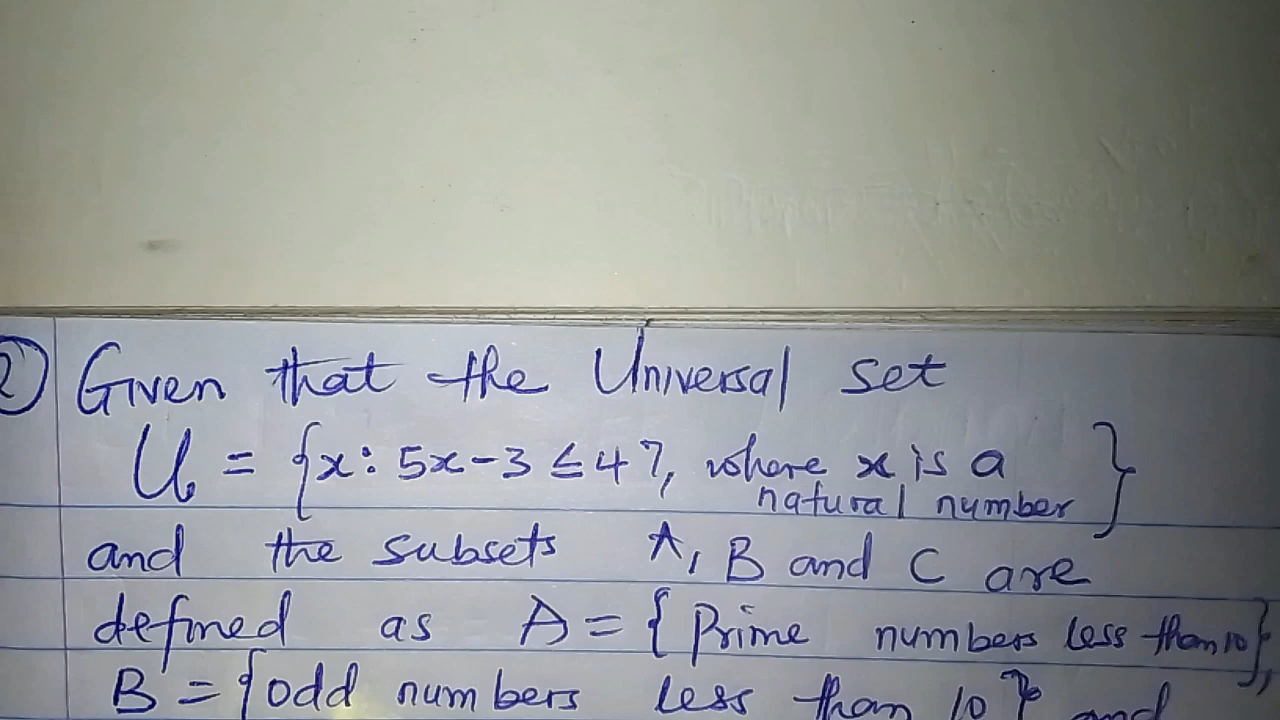 2 Given that the Universal set
U = {x: 5x-3 ≤ 47, where x is a natural number}
and the subsets A, B and C are
defined as A = {Prime numbers less than 10},
B = {odd numbers less than 10} and